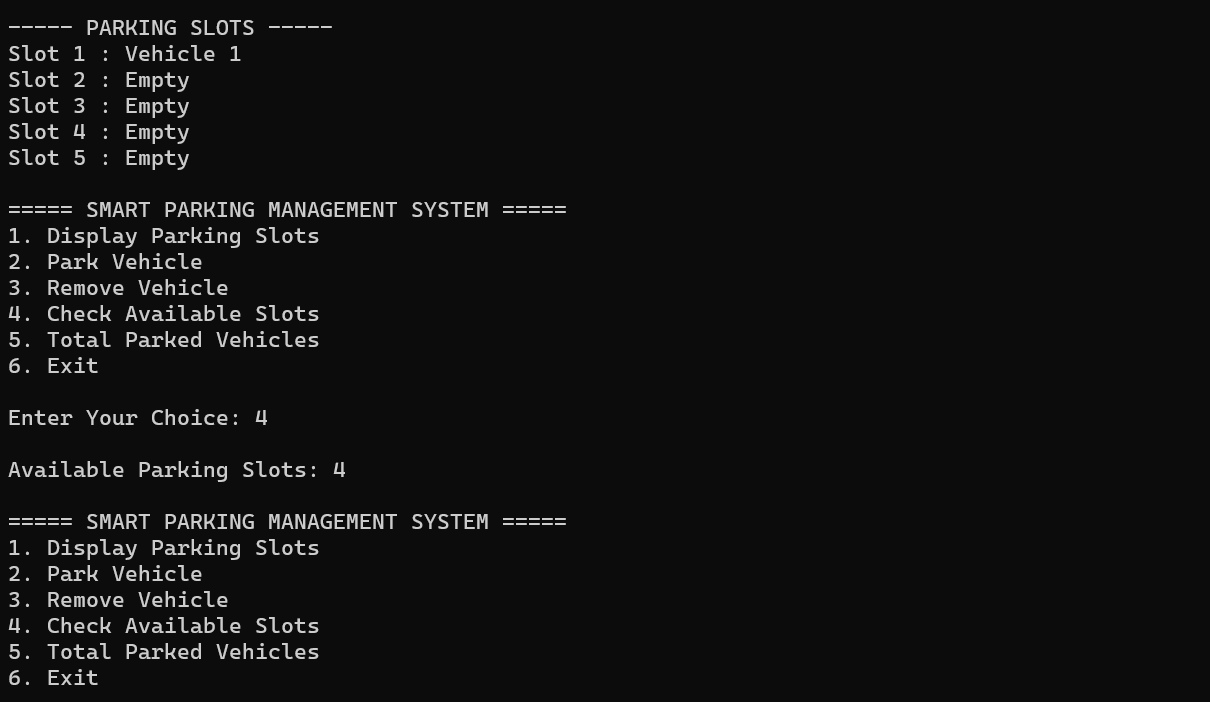 ----- PARKING SLOTS -----
Slot 1 : Vehicle 1
Slot 2 : Empty
Slot 3 : Empty
Slot 4 : Empty
Slot 5 : Empty

===== SMART PARKING MANAGEMENT SYSTEM =====
1. Display Parking Slots
2. Park Vehicle
3. Remove Vehicle
4. Check Available Slots
5. Total Parked Vehicles
6. Exit

Enter Your Choice: 4

Available Parking Slots: 4

===== SMART PARKING MANAGEMENT SYSTEM =====
1. Display Parking Slots
2. Park Vehicle
3. Remove Vehicle
4. Check Available Slots
5. Total Parked Vehicles
6. Exit